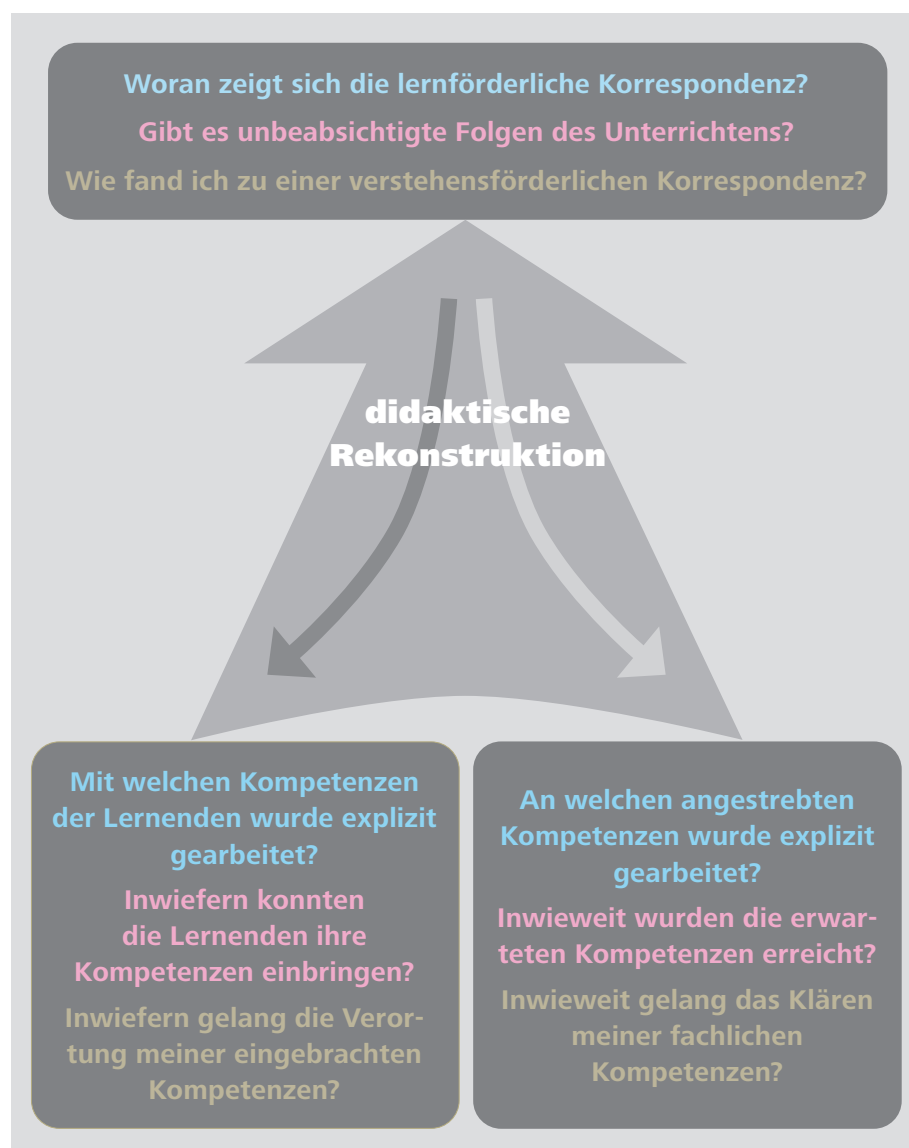 Woran zeigt sich die lernförderliche Korrespondenz?
Gibt es unbeabsichtigte Folgen des Unterrichtens?
Wie fand ich zu einer verstehensförderlichen Korrespondenz?
didaktische
Rekonstruktion
Mit welchen Kompetenzen
der Lernenden wurde explizit
gearbeitet?
Inwiefern konnten
die Lernenden ihre
Kompetenzen einbringen?
Inwiefern gelang die Veror-
tung meiner eingebrachten
Kompetenzen?
An welchen angestrebten
Kompetenzen wurde explizit
gearbeitet?
Inwieweit wurden die erwar-
teten Kompetenzen erreicht?
Inwieweit gelang das Klären
meiner fachlichen
Kompetenzen?